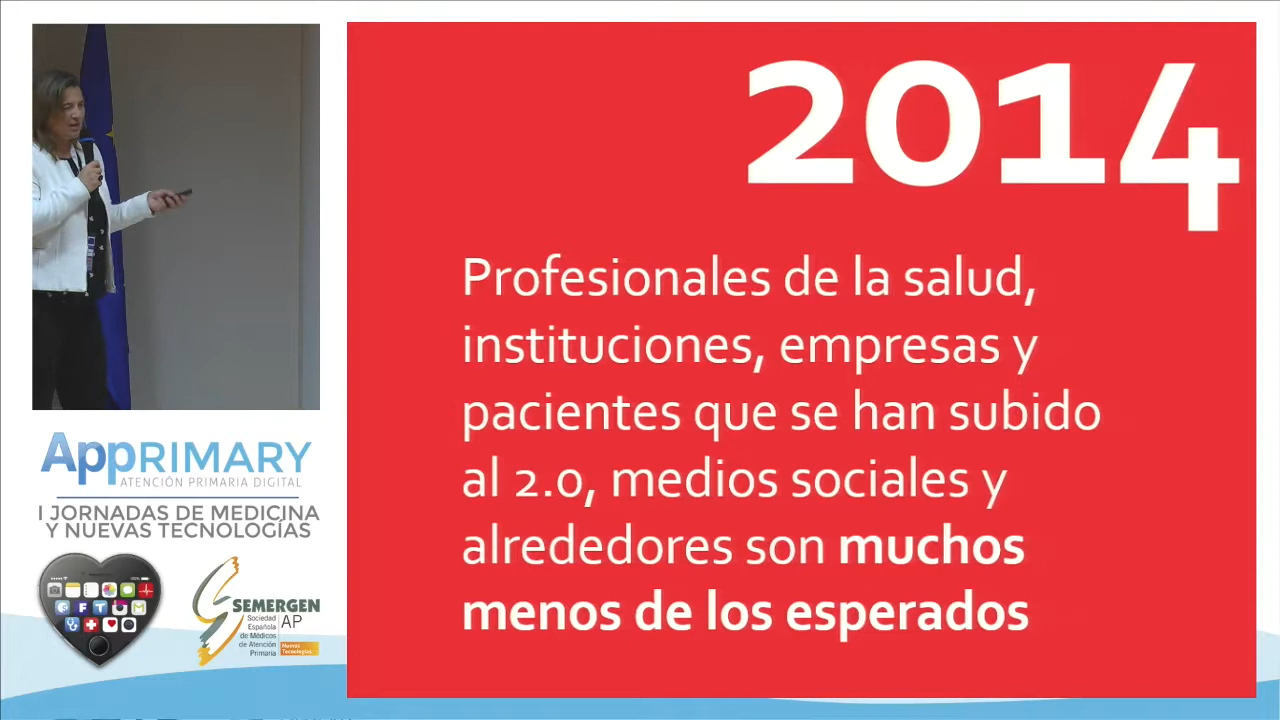 2014
Profesionales de la salud,
instituciones, empresas y
pacientes que se han subido
al 2.0, medios sociales y
alrededores son muchos
menos de los esperados
APPRIMARY
ATENCIÓN PRIMARIA DIGITAL
I JORNADAS DE MEDICINA
Y NUEVAS TECNOLOGÍAS
SEMERGEN
Sociedad
Española
de Médicos
de Atención
Primaria
AP
Nuevas
Tecnologías